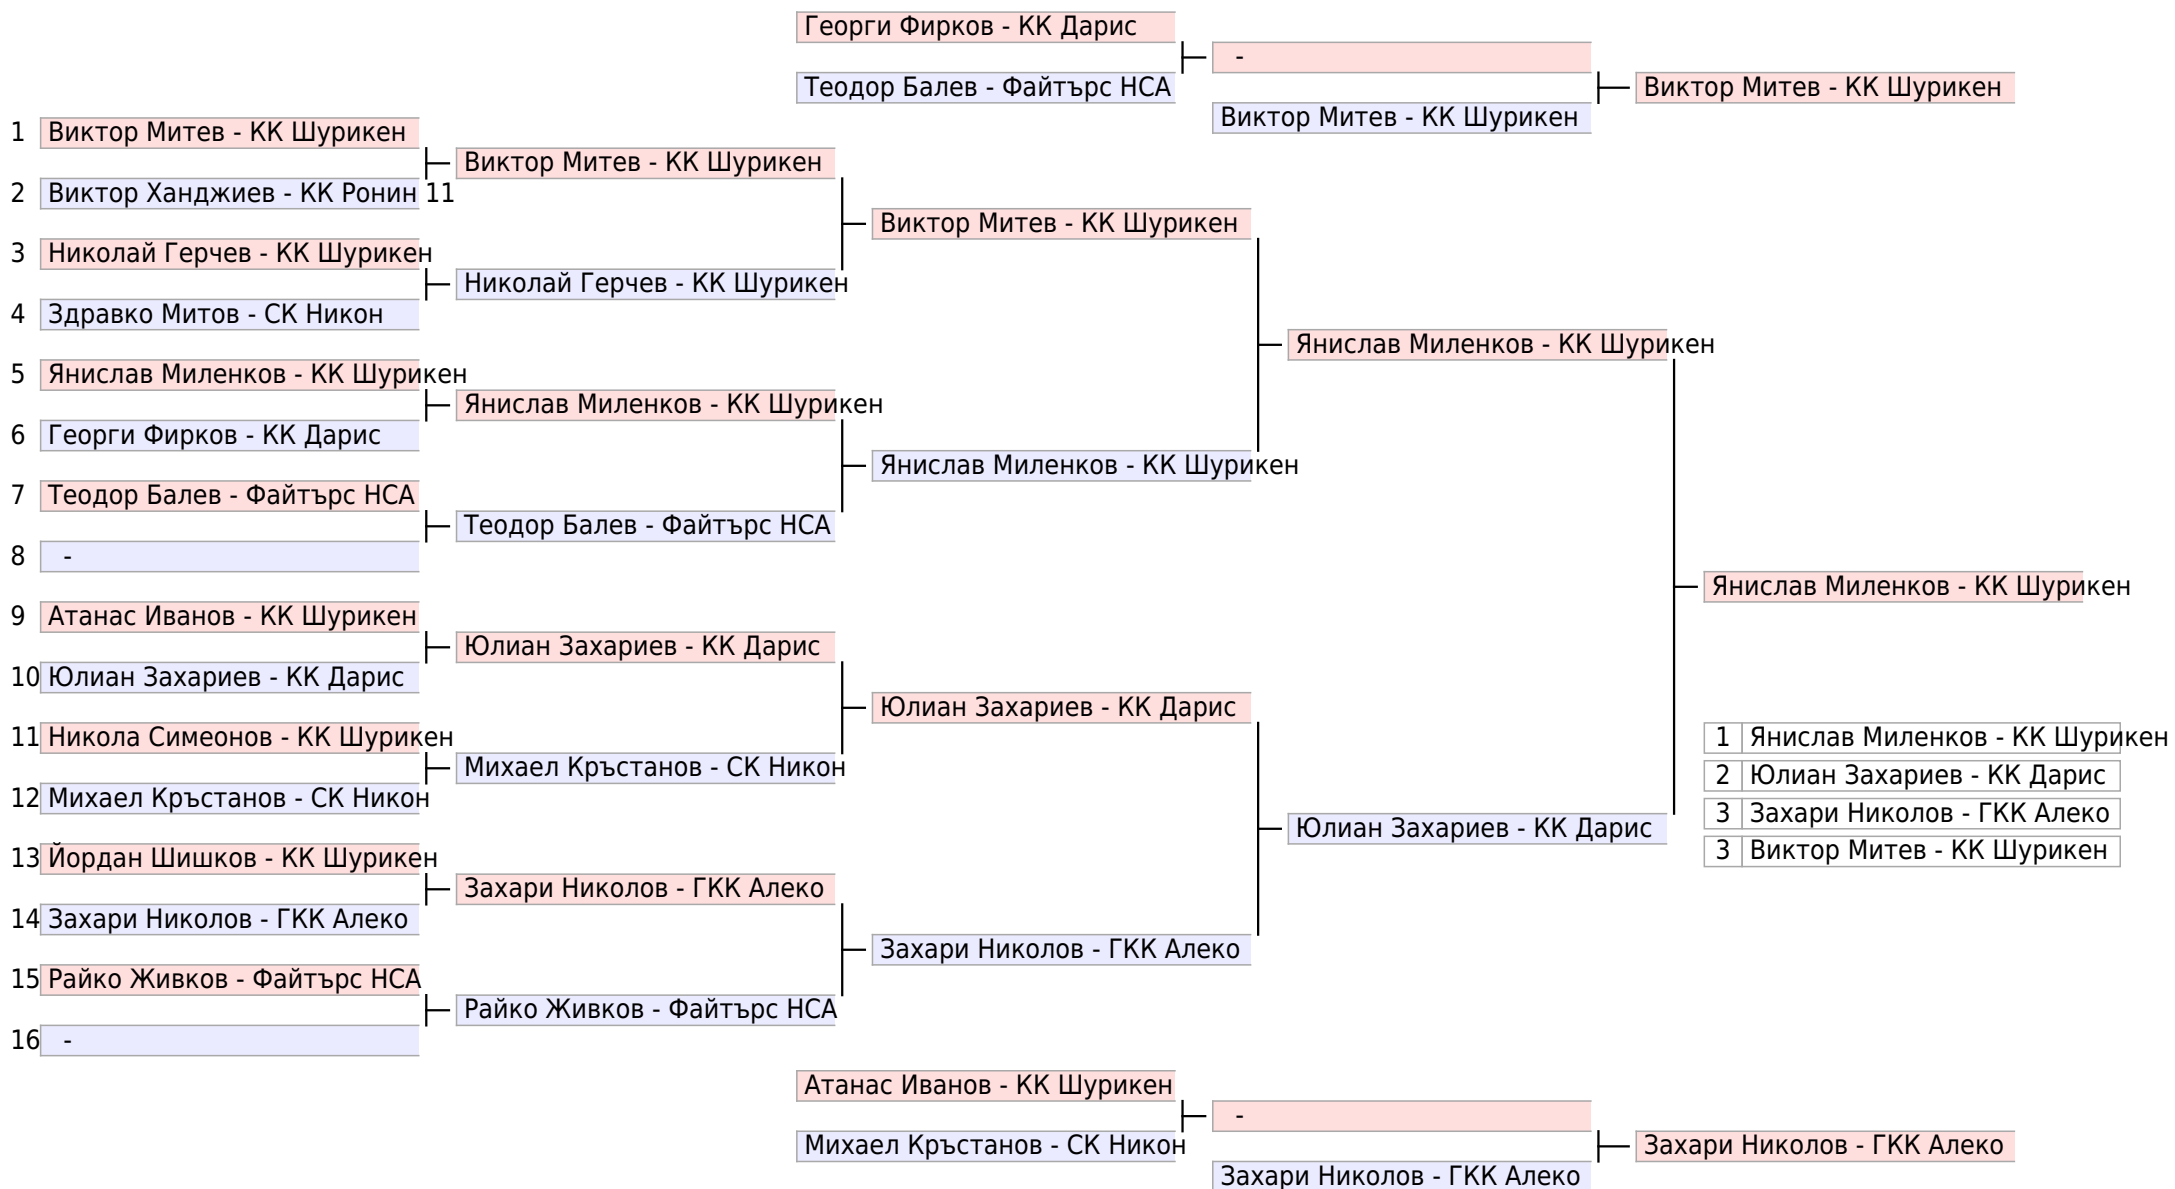 Георги Фирков - КК Дарис
-
Теодор Балев - Файтърс НСА
Виктор Митев - КК Шурикен
Виктор Митев - КК Шурикен
1 Виктор Митев - КК Шурикен
Виктор Митев - КК Шурикен
2 Виктор Ханджиев - КК Ронин 11
Виктор Митев - КК Шурикен
3 Николай Герчев - КК Шурикен
Николай Герчев - КК Шурикен
4 Здравко Митов - СК Никон
Янислав Миленков - КК Шурикен
5 Янислав Миленков - КК Шурикен
Янислав Миленков - КК Шурикен
6 Георги Фирков - КК Дарис
Янислав Миленков - КК Шурикен
7 Теодор Балев - Файтърс НСА
Теодор Балев - Файтърс НСА
8 -
Янислав Миленков - КК Шурикен
9 Атанас Иванов - КК Шурикен
Юлиан Захариев - КК Дарис
10 Юлиан Захариев - КК Дарис
Юлиан Захариев - КК Дарис
11 Никола Симеонов - КК Шурикен
1 Янислав Миленков - КК Шурикен
Михаел Кръстанов - СК Никон
2 Юлиан Захариев - КК Дарис
12 Михаел Кръстанов - СК Никон
3 Захари Николов - ГКК Алеко
Юлиан Захариев - КК Дарис
3 Виктор Митев - КК Шурикен
13 Йордан Шишков - КК Шурикен
Захари Николов - ГКК Алеко
14 Захари Николов - ГКК Алеко
Захари Николов - ГКК Алеко
15 Райко Живков - Файтърс НСА
Райко Живков - Файтърс НСА
16 -
Атанас Иванов - КК Шурикен
-
Михаел Кръстанов - СК Никон
Захари Николов - ГКК Алеко
Захари Николов - ГКК Алеко